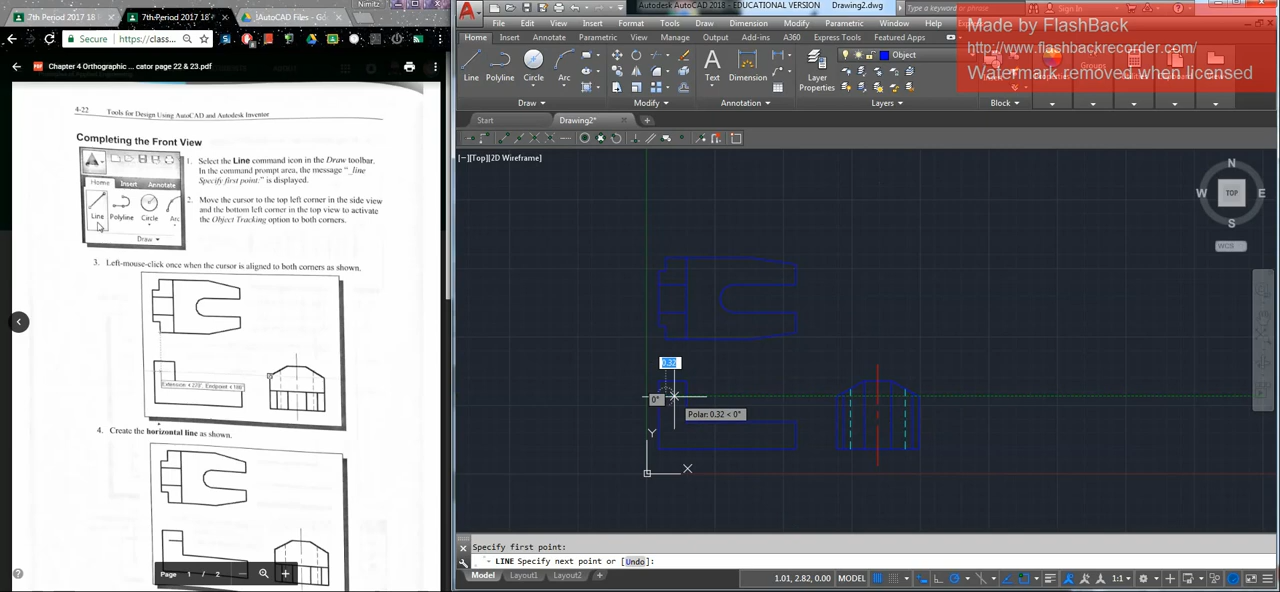 Nimitz
7th Period 2017 18
7th Period 2017 18
!AutoCAD Files - Go
Secure
https://class
Chapter 4 Orthographic ... cator page 22 & 23.pdf
4-22
Tools for Design Using AutoCAD and Autodesk Inventor
Completing the Front View
Home Insert Annotate
Line Polyline Circle Arc
Draw
1. Select the Line command icon in the Draw toolbar.
In the command prompt area, the message "_line
Specify first point:" is displayed.
2. Move the cursor to the top left corner in the side view
and the bottom left corner in the top view to activate
the Object Tracking option to both corners.
3. Left-mouse-click once when the cursor is aligned to both corners as shown.
4. Create the horizontal line as shown.
Page 1 / 2
Autodesk AutoCAD 2018 - EDUCATIONAL VERSION Drawing2.dwg
Type a keyword or phrase
File Edit View Insert Format Tools Draw Dimension Modify Parametric Window
Home Insert Annotate Parametric View Manage Output Add-ins A360 Express Tools Featured Apps
Made by FlashBack
http://www.flashbackrecorder.com/
Watermark removed when licensed
Line Polyline Circle Arc
Text Dimension
Layer
Properties
Object
Groups
Draw Modify Annotation Layers Block
Start Drawing2*
[−][Top][2D Wireframe]
N
W TOP E
S
WCS
0.32
0°
Polar: 0.32 < 0°
Y
X
Specify first point:
LINE Specify next point or [Undo]:
Model Layout1 Layout2
1.01, 2.82, 0.00 MODEL
1:1